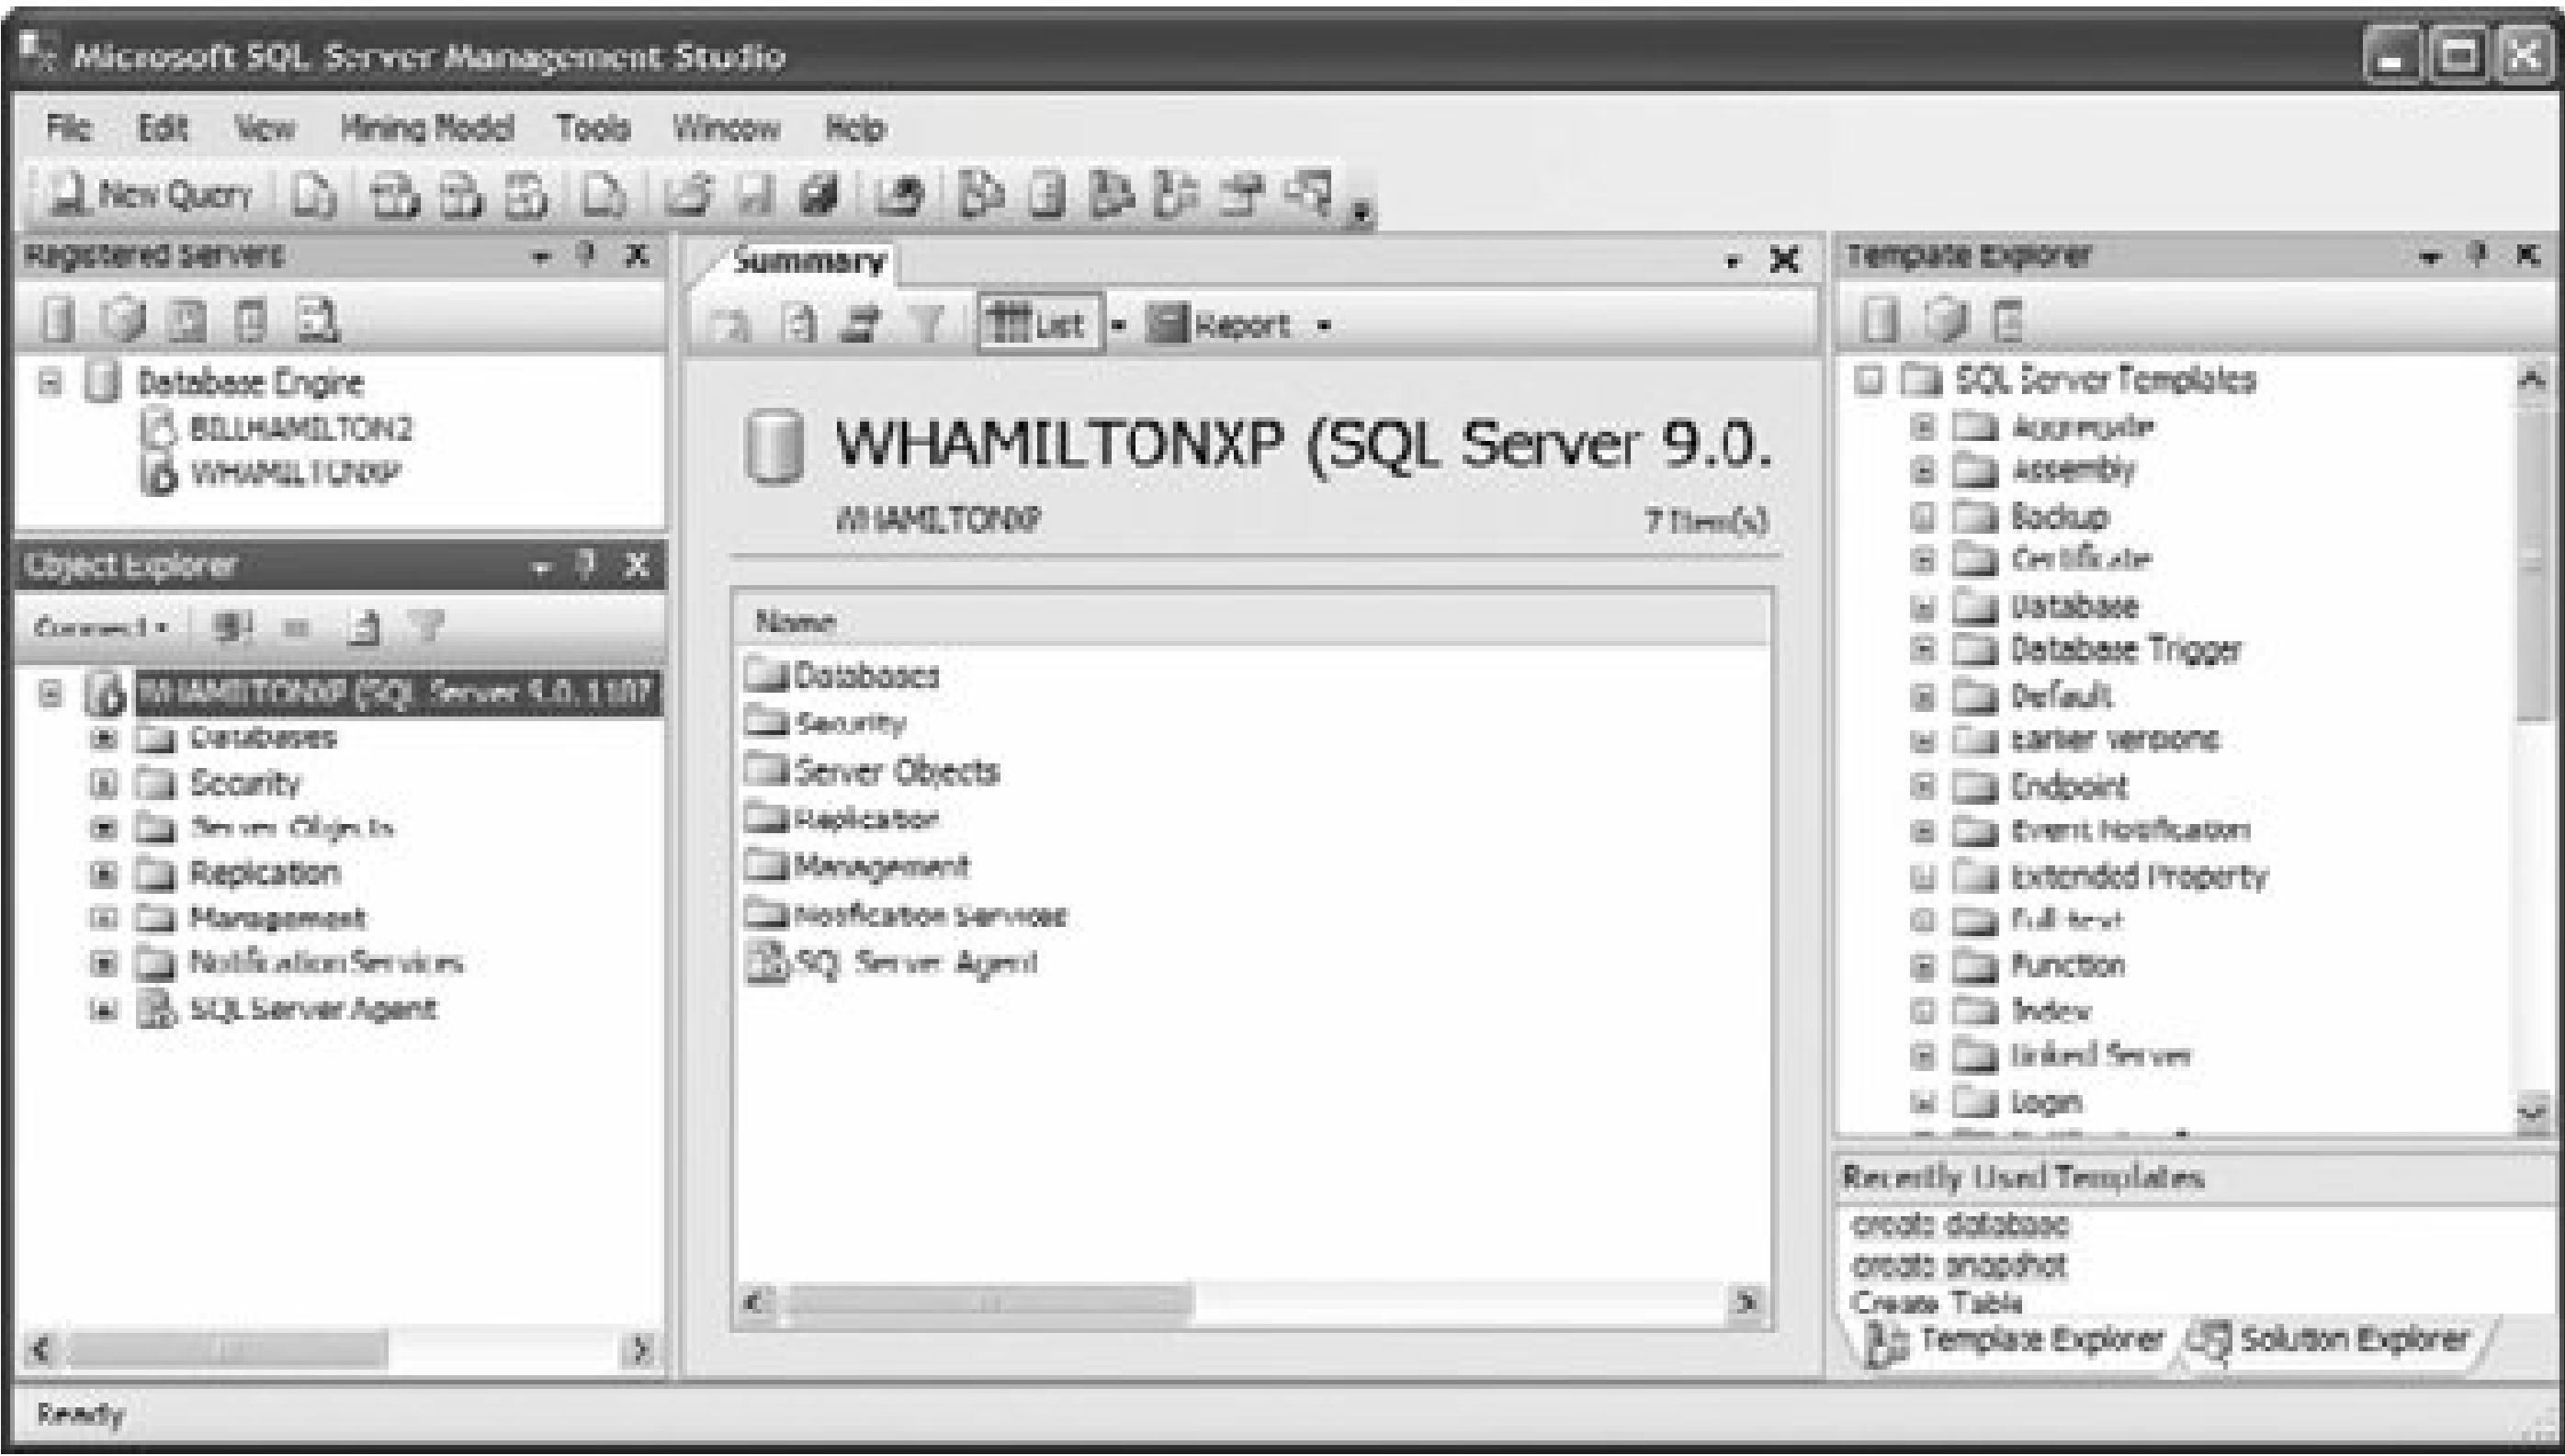 Microsoft SQL Server Management Studio
File Edit View Mining Model Tools Window Help
New Query
Registered Servers
Database Engine
BILLHAMILTON2
WHAMILTONXP
Object Explorer
Connect
WHAMILTONXP (SQL Server 9.0.1187
Databases
Security
Server Objects
Replication
Management
Notification Services
SQL Server Agent
Summary
List Report
WHAMILTONXP (SQL Server 9.0.
WHAMILTONXP 7 Item(s)
Name
Databases
Security
Server Objects
Replication
Management
Notification Services
SQL Server Agent
Template Explorer
SQL Server Templates
Aggregate
Assembly
Backup
Certificate
Database
Database Trigger
Default
Earlier Versions
Endpoint
Event Notification
Extended Property
Full-text
Function
Index
Linked Server
Login
Recently Used Templates
create database
create snapshot
Create Table
Template Explorer Solution Explorer
Ready